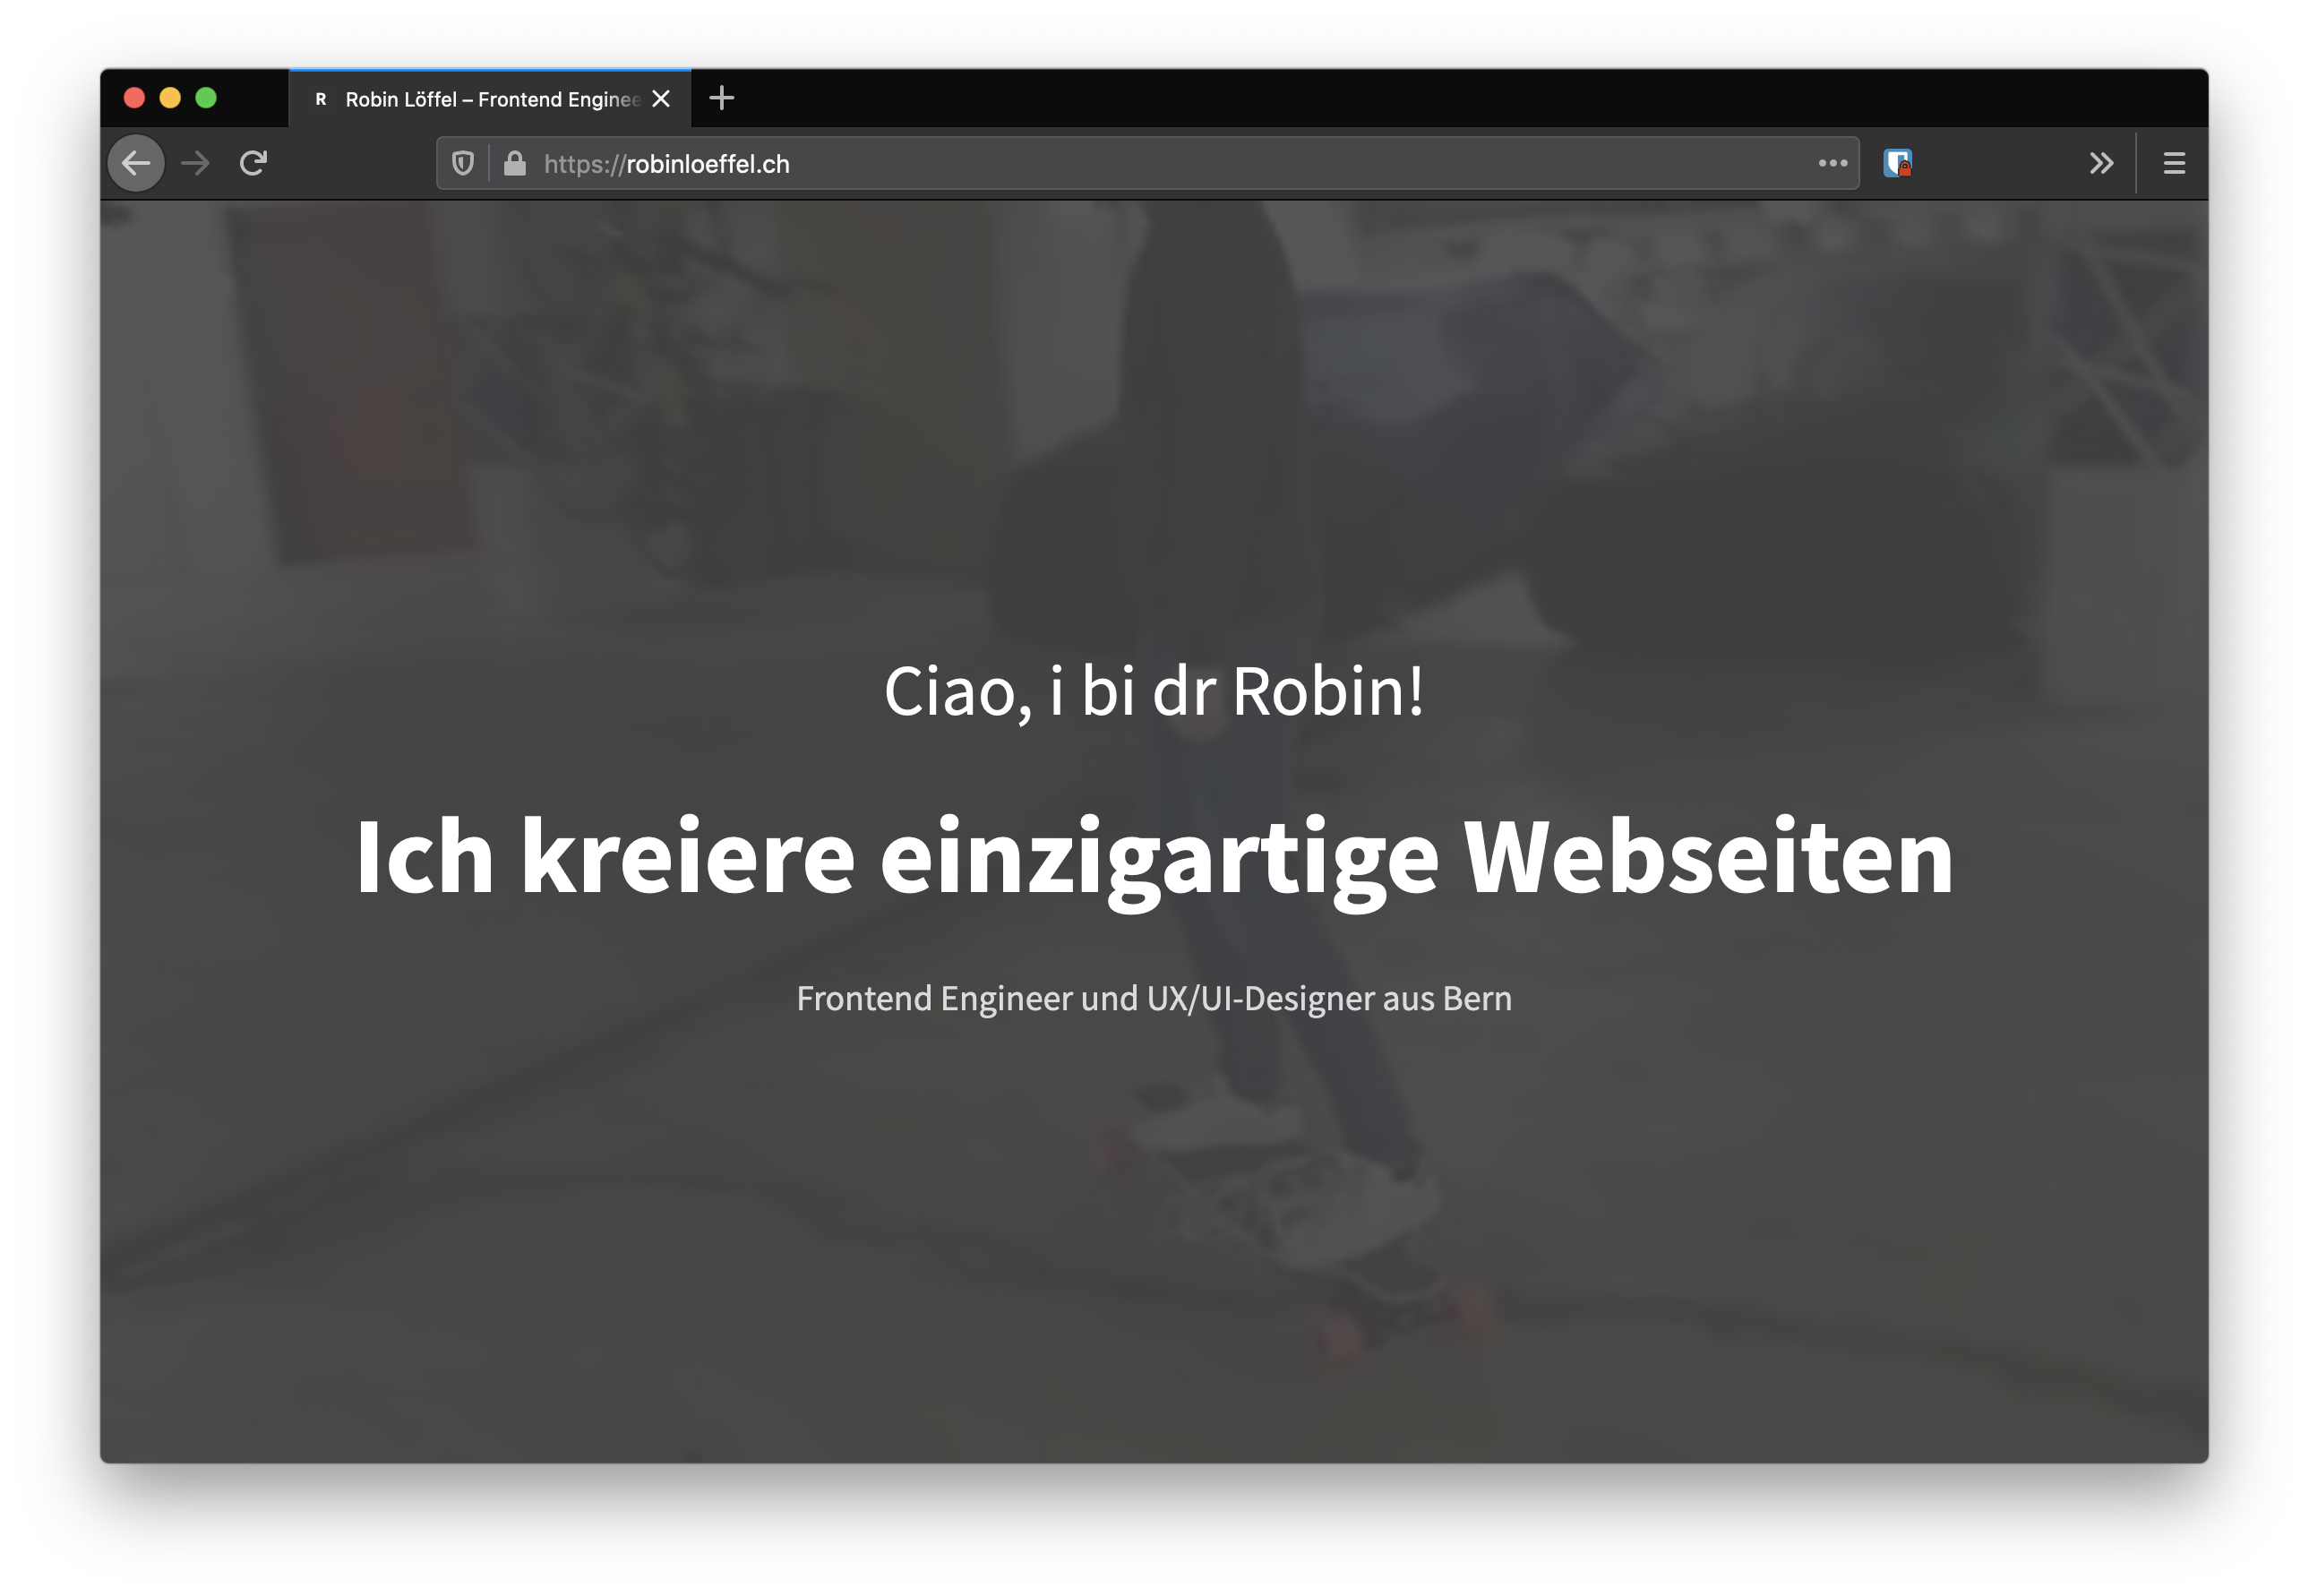 R Robin Löffel – Frontend Enginee
https://robinloeffel.ch
Ciao, i bi dr Robin!
Ich kreiere einzigartige Webseiten
Frontend Engineer und UX/UI-Designer aus Bern